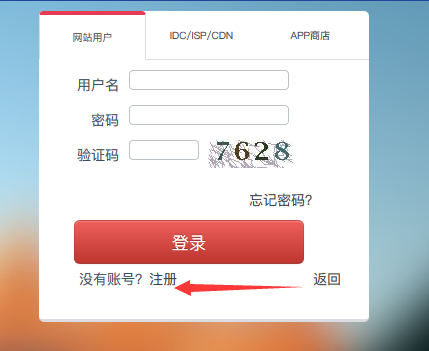 网站用户 IDC/ISP/CDN APP商店
用户名
密码
验证码 7628
忘记密码?
登录
没有账号? 注册 返回